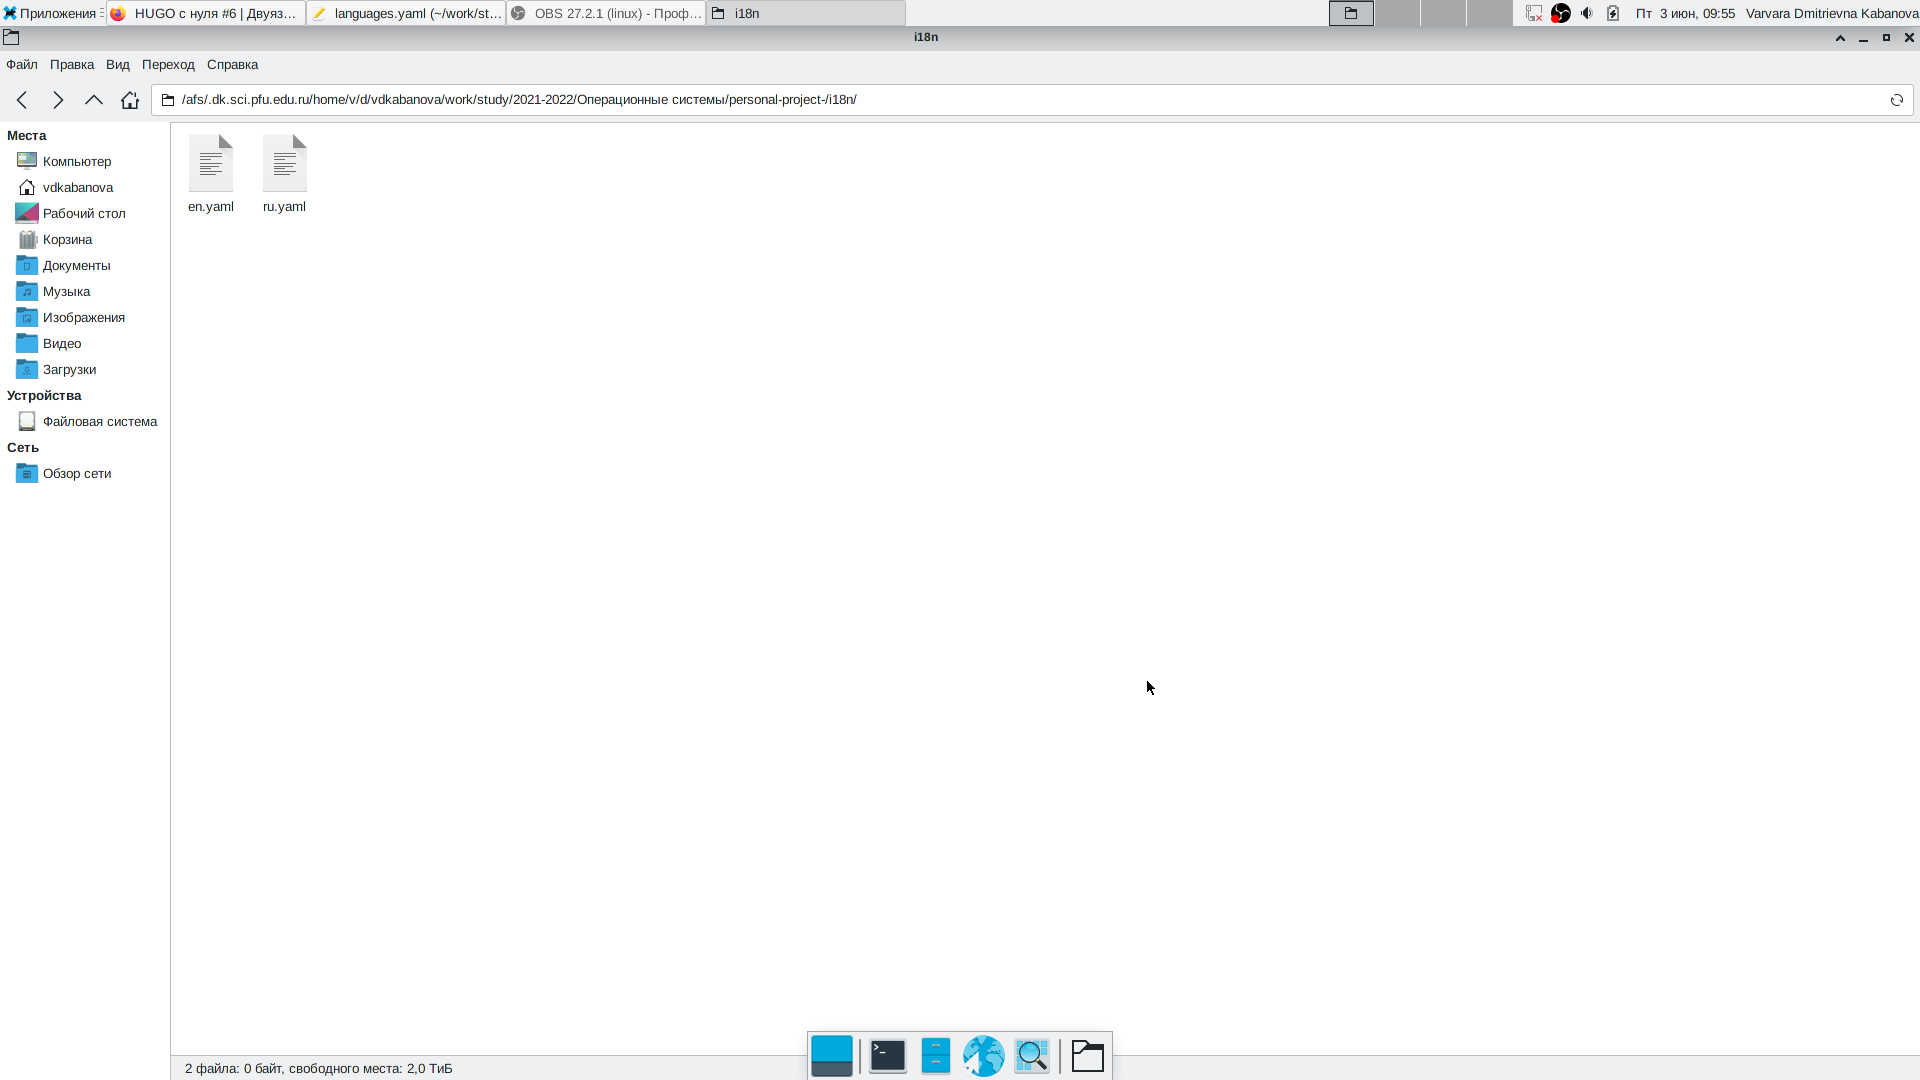 Приложения
HUGO с нуля #6 | Двуяз...
languages.yaml (~/work/st...
OBS 27.2.1 (linux) - Проф...
i18n
Пт 3 июн, 09:55
Varvara Dmitrievna Kabanova
i18n
Файл Правка Вид Переход Справка
/afs/.dk.sci.pfu.edu.ru/home/v/d/vdkabanova/work/study/2021-2022/Операционные системы/personal-project-/i18n/
Места
Компьютер
vdkabanova
Рабочий стол
Корзина
Документы
Музыка
Изображения
Видео
Загрузки
Устройства
Файловая система
Сеть
Обзор сети
en.yaml
ru.yaml
2 файла: 0 байт, свободного места: 2,0 ТиБ